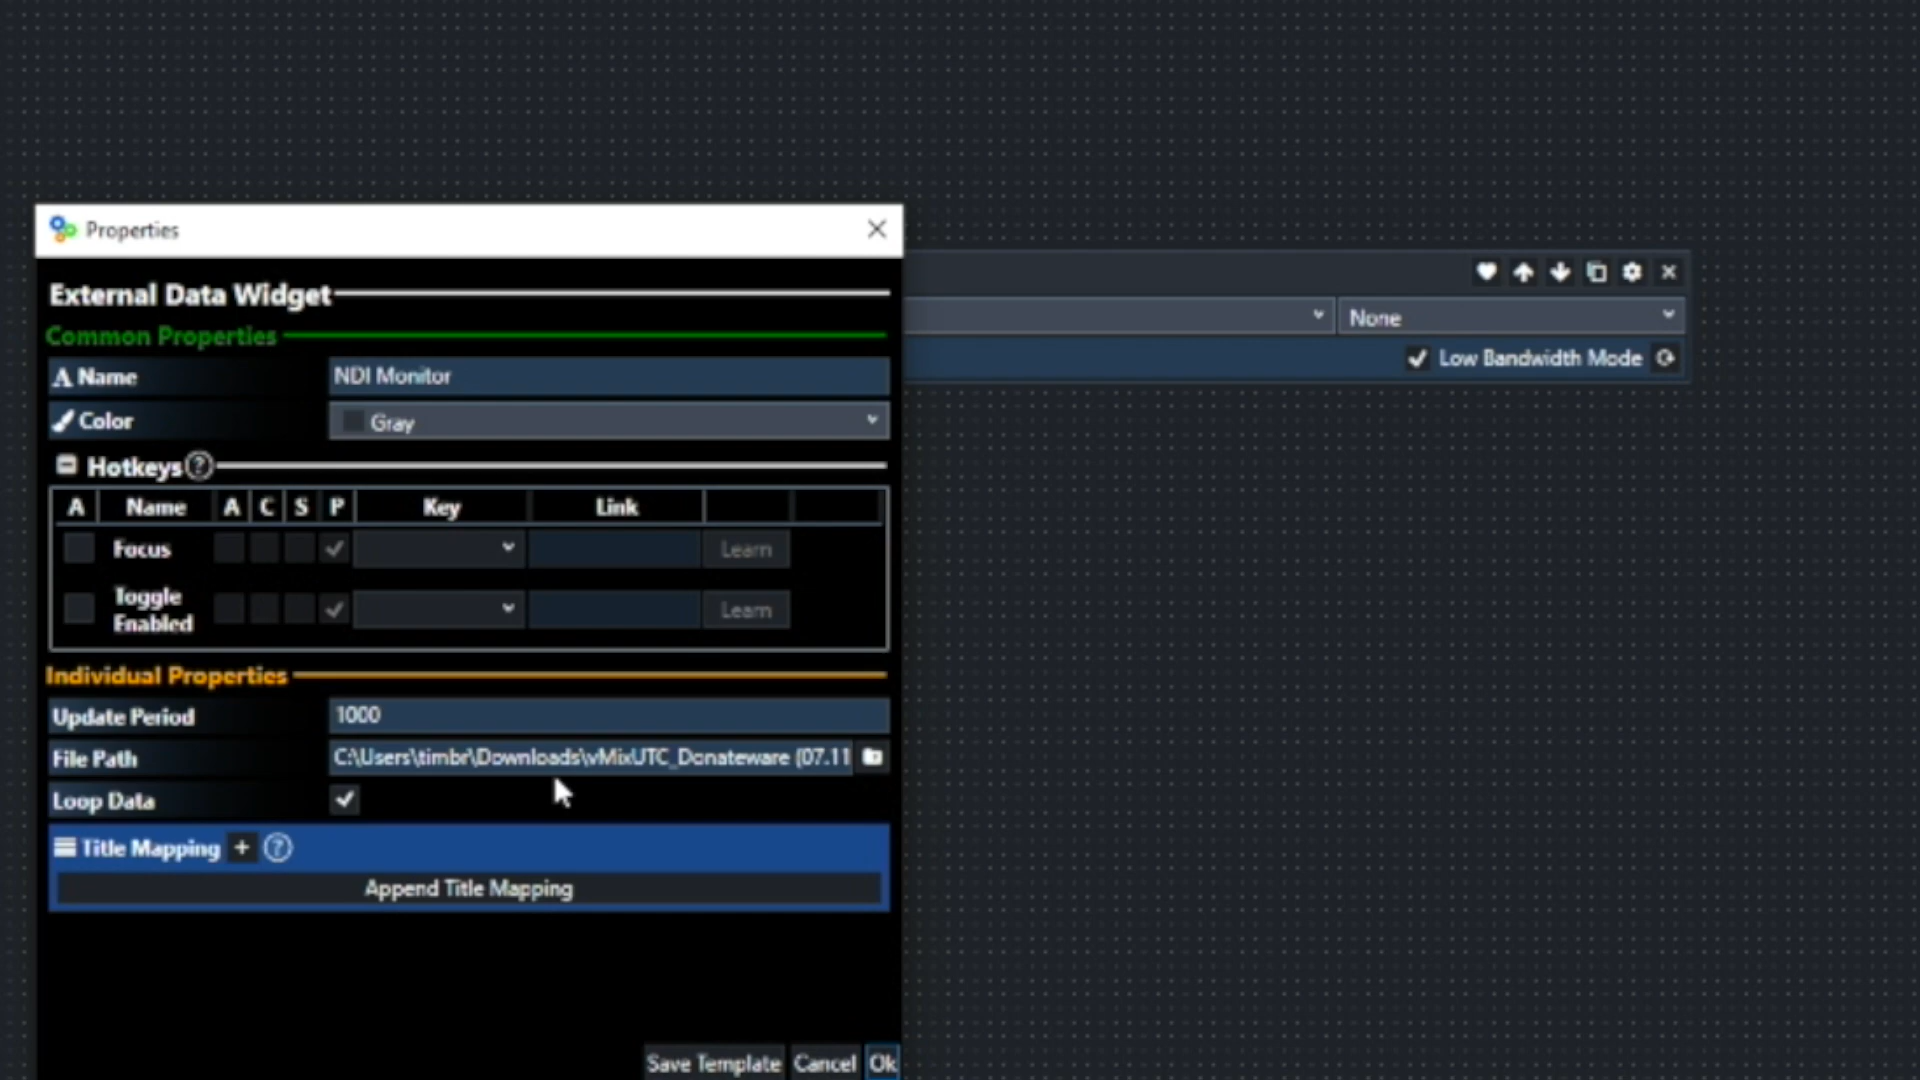 Properties
External Data Widget
Common Properties
A Name
NDI Monitor
Color
Gray
Hotkeys ?
A Name A C S P Key Link
Focus
Learn
Toggle
Enabled
Learn
Individual Properties
Update Period
1000
File Path
C:\Users\timbr\Downloads\vMixUTC_Donateware (07.11
Loop Data
Title Mapping + ?
Append Title Mapping
Save Template Cancel Ok
None
Low Bandwidth Mode